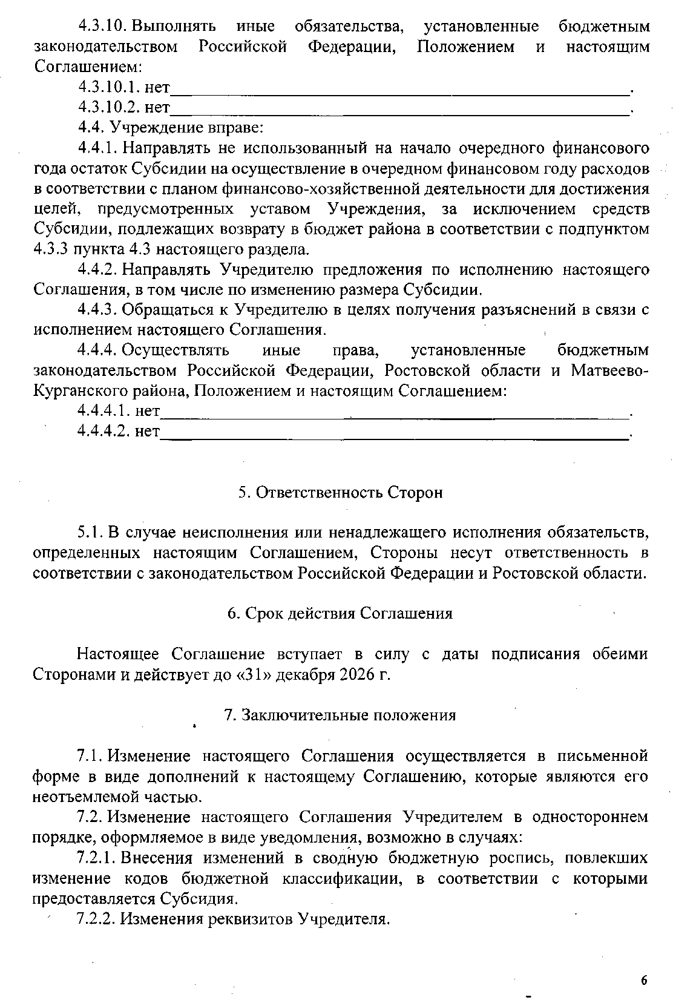 4.3.10. Выполнять иные обязательства, установленные бюджетным
законодательством Российской Федерации, Положением и настоящим
Соглашением:
4.3.10.1. нет____________________________________________________.
4.3.10.2. нет____________________________________________________.
4.4. Учреждение вправе:
4.4.1. Направлять не использованный на начало очередного финансового
года остаток Субсидии на осуществление в очередном финансовом году расходов
в соответствии с планом финансово-хозяйственной деятельности для достижения
целей, предусмотренных уставом Учреждения, за исключением средств
Субсидии, подлежащих возврату в бюджет района в соответствии с подпунктом
4.3.3 пункта 4.3 настоящего раздела.
4.4.2. Направлять Учредителю предложения по исполнению настоящего
Соглашения, в том числе по изменению размера Субсидии.
4.4.3. Обращаться к Учредителю в целях получения разъяснений в связи с
исполнением настоящего Соглашения.
4.4.4. Осуществлять иные права, установленные бюджетным
законодательством Российской Федерации, Ростовской области и Матвеево-
Курганского района, Положением и настоящим Соглашением:
4.4.4.1. нет____________________________________________________.
4.4.4.2. нет____________________________________________________.
5. Ответственность Сторон
5.1. В случае неисполнения или ненадлежащего исполнения обязательств,
определенных настоящим Соглашением, Стороны несут ответственность в
соответствии с законодательством Российской Федерации и Ростовской области.
6. Срок действия Соглашения
Настоящее Соглашение вступает в силу с даты подписания обеими
Сторонами и действует до «31» декабря 2026 г.
7. Заключительные положения
7.1. Изменение настоящего Соглашения осуществляется в письменной
форме в виде дополнений к настоящему Соглашению, которые являются его
неотъемлемой частью.
7.2. Изменение настоящего Соглашения Учредителем в одностороннем
порядке, оформляемое в виде уведомления, возможно в случаях:
7.2.1. Внесения изменений в сводную бюджетную роспись, повлекших
изменение кодов бюджетной классификации, в соответствии с которыми
предоставляется Субсидия.
7.2.2. Изменения реквизитов Учредителя.
6